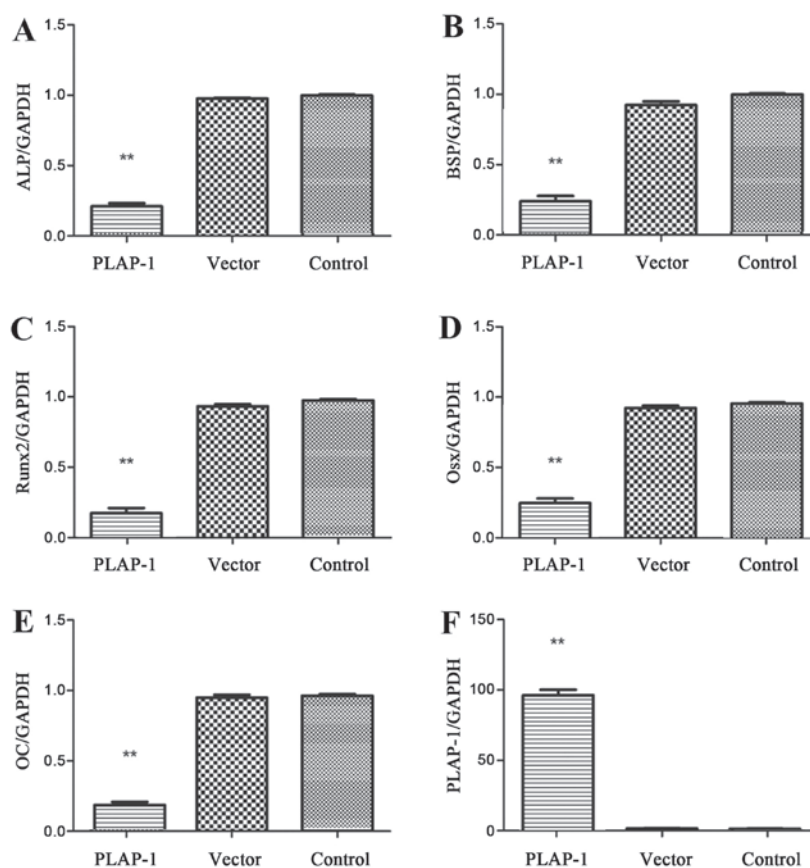 A
ALP/GAPDH
1.5
1.0
0.5
0.0
**
PLAP-1 Vector Control
B
BSP/GAPDH
1.5
1.0
0.5
0.0
**
PLAP-1 Vector Control
C
Runx2/GAPDH
1.5
1.0
0.5
0.0
**
PLAP-1 Vector Control
D
Osx/GAPDH
1.5
1.0
0.5
0.0
**
PLAP-1 Vector Control
E
OC/GAPDH
1.5
1.0
0.5
0.0
**
PLAP-1 Vector Control
F
PLAP-1/GAPDH
150
100
50
0
**
PLAP-1 Vector Control